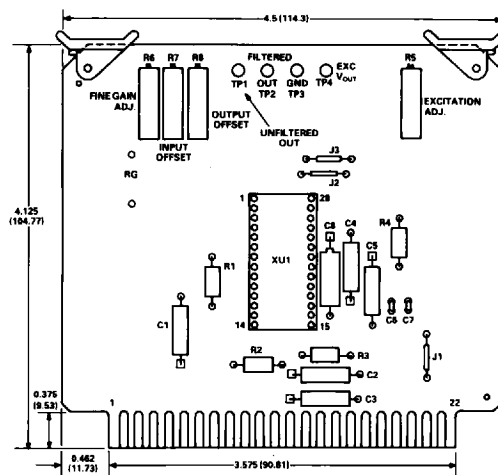 4.5 (114.3)
R6 R7 R8 FILTERED EXC R5
OUT GND VOUT
TP1 TP2 TP3 TP4
FINE GAIN
ADJ.
EXCITATION
ADJ.
OUTPUT
OFFSET
UNFILTERED
OUT
INPUT
OFFSET
J3
RG
J2
4.125
(104.77)
1 28
C4 R4
C5
XU1
R1
C1
C6 C7
14 15
J1
R2 R3
C2
0.375
(9.53)
1 22
C3
0.462
(11.73)
3.575 (90.81)